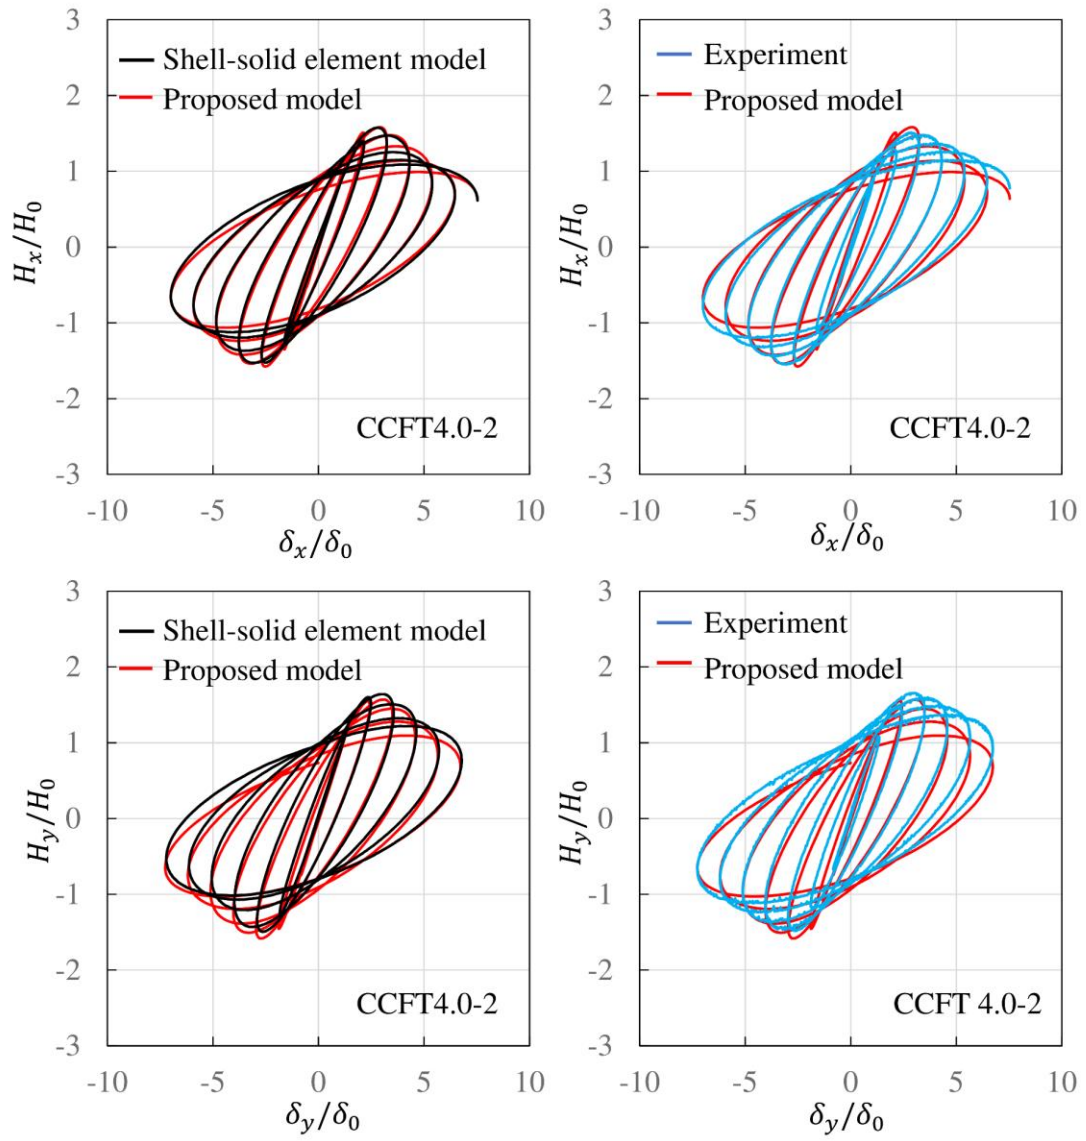 3
2
1
0
-1
-2
-3
H_x/H_0
Shell-solid element model
Proposed model
CCFT4.0-2
-10
-5
0
5
10
δ_x/δ_0
3
2
1
0
-1
-2
-3
H_x/H_0
Experiment
Proposed model
CCFT4.0-2
-10
-5
0
5
10
δ_x/δ_0
3
2
1
0
-1
-2
-3
H_y/H_0
Shell-solid element model
Proposed model
CCFT4.0-2
-10
-5
0
5
10
δ_y/δ_0
3
2
1
0
-1
-2
-3
H_y/H_0
Experiment
Proposed model
CCFT 4.0-2
-10
-5
0
5
10
δ_y/δ_0